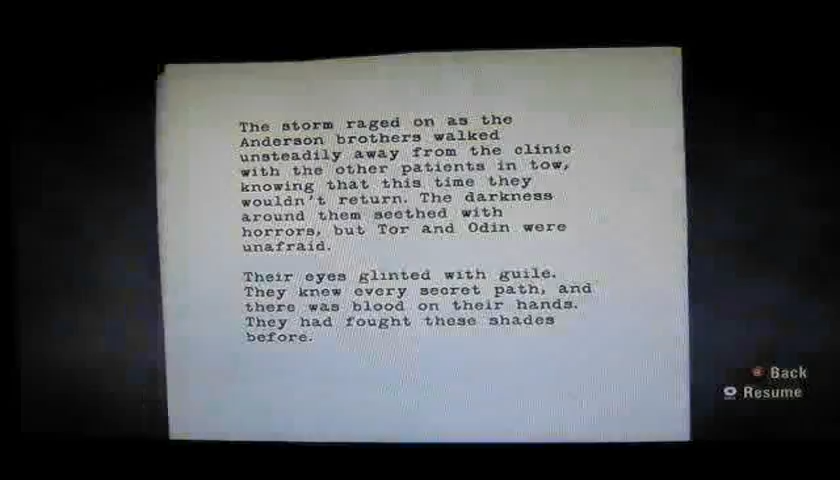 The storm raged on as the
Anderson brothers walked
unsteadily away from the clinic
with the other patients in tow,
knowing that this time they
wouldn't return. The darkness
around them seethed with
horrors, but Tor and Odin were
unafraid.
Their eyes glinted with guile.
They knew every secret path, and
there was blood on their hands.
They had fought these shades
before.
Back
Resume